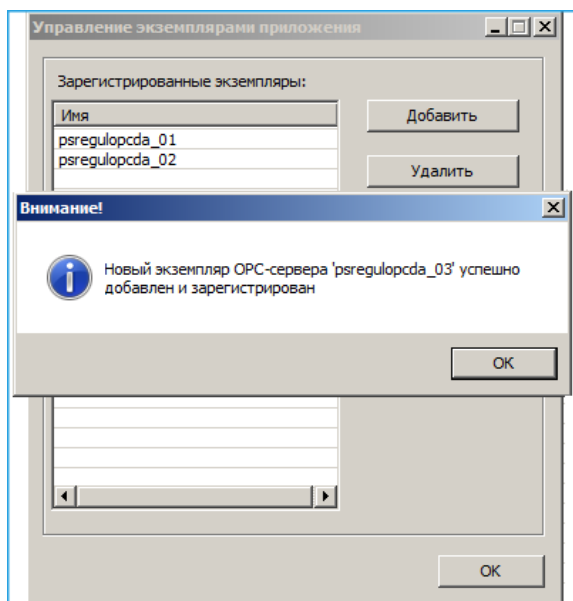 Управление экземплярами приложения
Зарегистрированные экземпляры:
Имя
Добавить
psregulopcda_01
psregulopcda_02
Удалить
Внимание!
Новый экземпляр OPC-сервера 'psregulopcda_03' успешно
добавлен и зарегистрирован
OK
OK